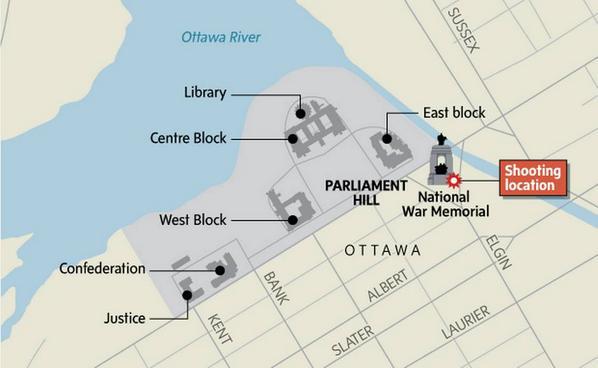 SUSSEX
Ottawa River
Library
East block
Centre Block
Shooting
location
PARLIAMENT
HILL
National
War Memorial
West Block
OTTAWA
ELGIN
Confederation
BANK
ALBERT
Justice
KENT
SLATER
LAURIER